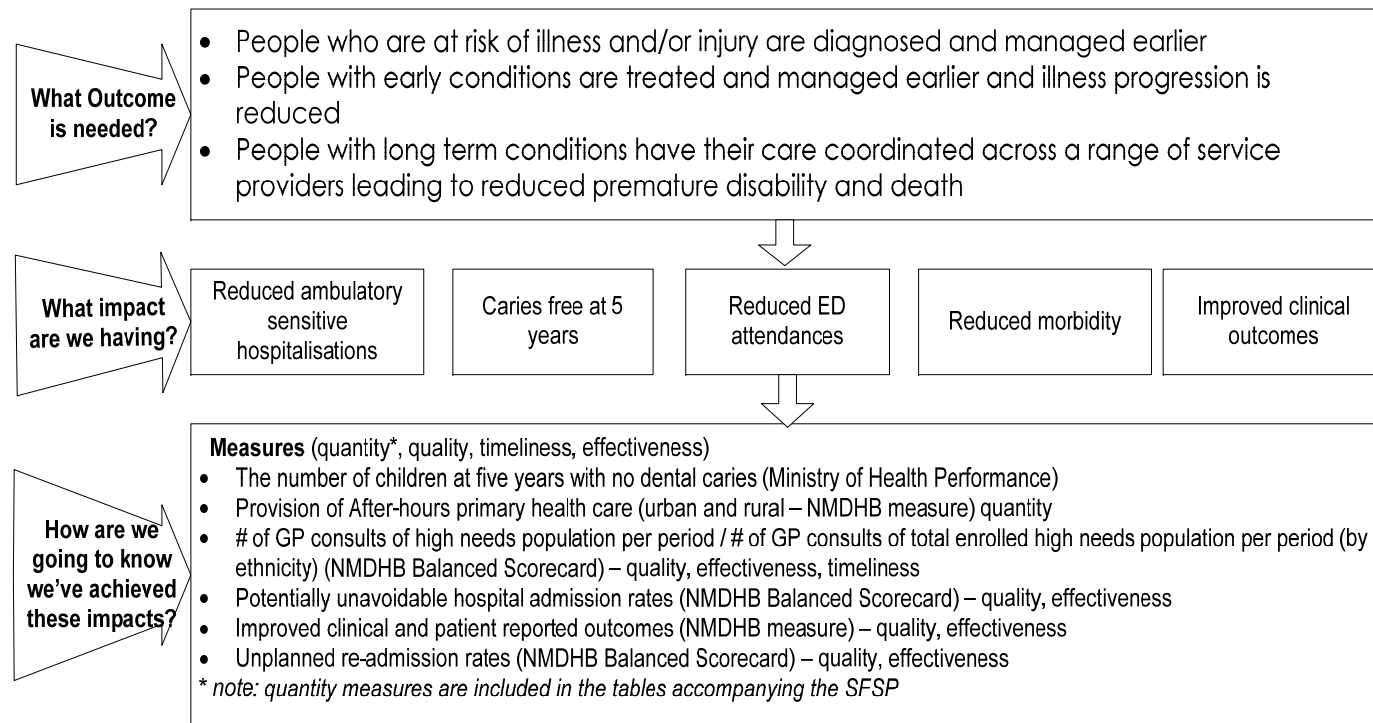 What Outcome
is needed?
• People who are at risk of illness and/or injury are diagnosed and managed earlier
• People with early conditions are treated and managed earlier and illness progression is
reduced
• People with long term conditions have their care coordinated across a range of service
providers leading to reduced premature disability and death
What impact
are we having?
Reduced ambulatory
sensitive
hospitalisations
Caries free at 5
years
Reduced ED
attendances
Reduced morbidity
Improved clinical
outcomes
How are we
going to know
we've achieved
these impacts?
Measures (quantity*, quality, timeliness, effectiveness)
• The number of children at five years with no dental caries (Ministry of Health Performance)
• Provision of After-hours primary health care (urban and rural – NMDHB measure) quantity
• # of GP consults of high needs population per period / # of GP consults of total enrolled high needs population per period (by
ethnicity) (NMDHB Balanced Scorecard) – quality, effectiveness, timeliness
• Potentially unavoidable hospital admission rates (NMDHB Balanced Scorecard) – quality, effectiveness
• Improved clinical and patient reported outcomes (NMDHB measure) – quality, effectiveness
• Unplanned re-admission rates (NMDHB Balanced Scorecard) – quality, effectiveness
* note: quantity measures are included in the tables accompanying the SFSP